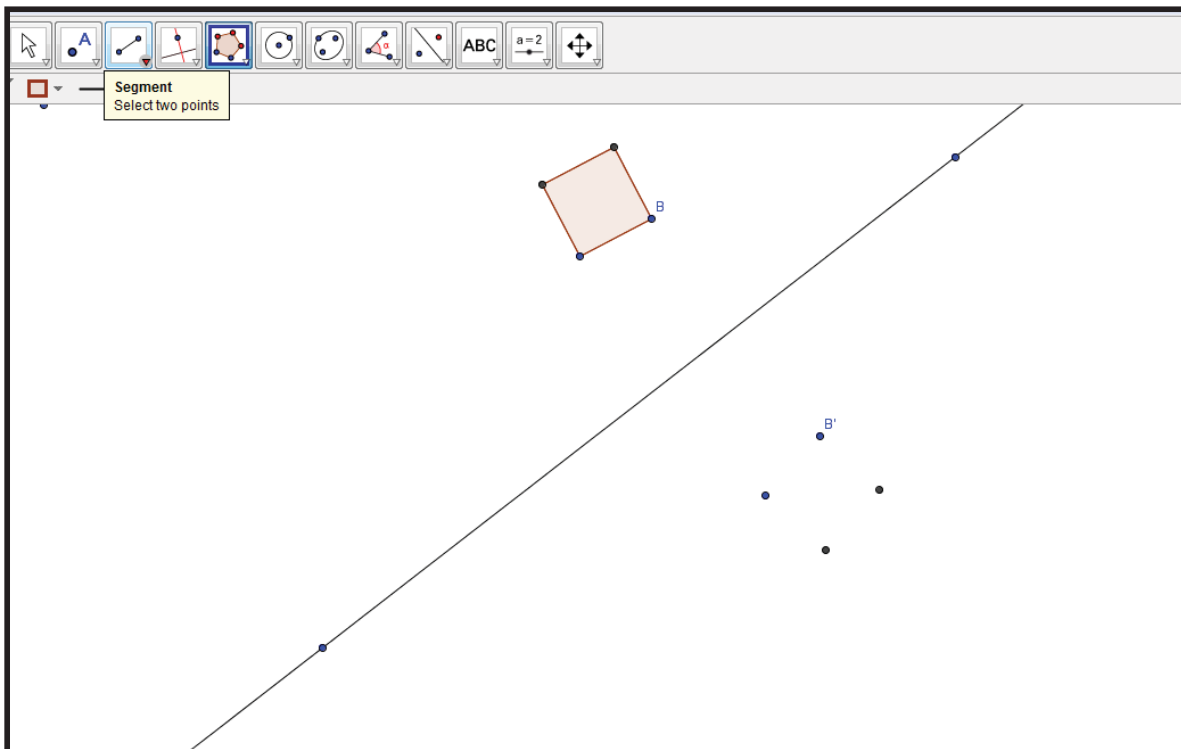 A
α
ABC
a=2
Segment
Select two points
B
B'